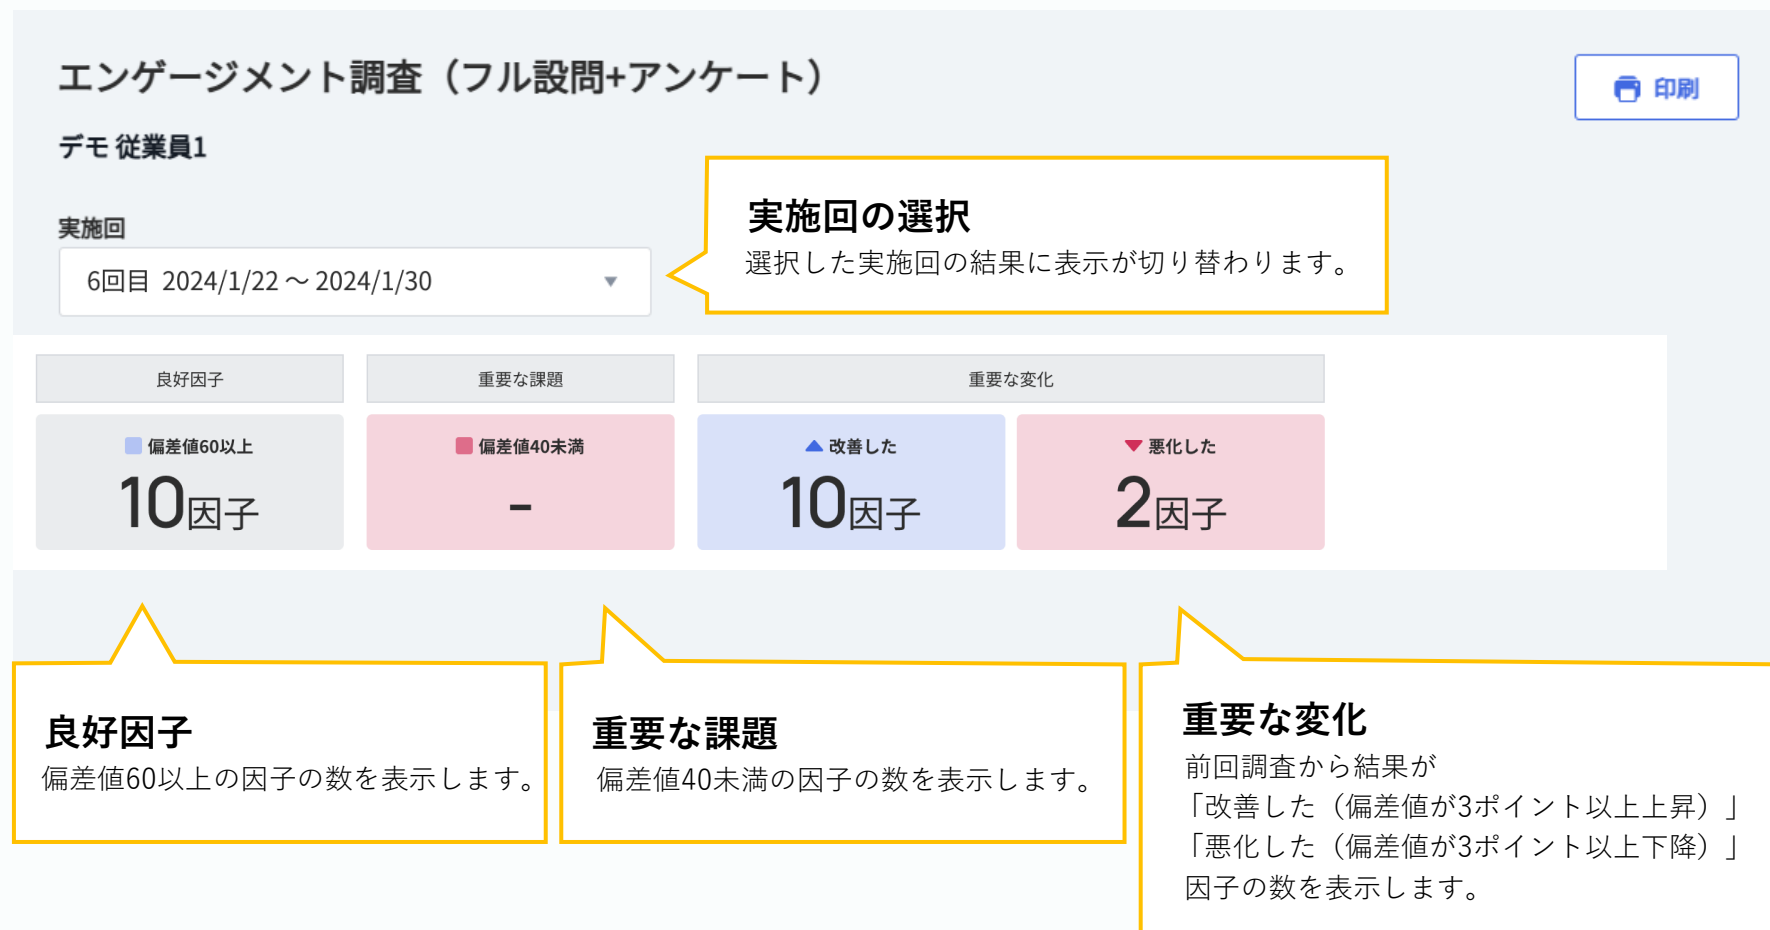 エンゲージメント調査（フル設問+アンケート）
印刷
デモ 従業員1
実施回
6回目 2024/1/22 ～ 2024/1/30
実施回の選択
選択した実施回の結果に表示が切り替わります。
良好因子
重要な課題
重要な変化
偏差値60以上
偏差値40未満
改善した
悪化した
10因子
-
10因子
2因子
良好因子
偏差値60以上の因子の数を表示します。
重要な課題
偏差値40未満の因子の数を表示します。
重要な変化
前回調査から結果が
「改善した（偏差値が3ポイント以上上昇）」
「悪化した（偏差値が3ポイント以上下降）」
因子の数を表示します。